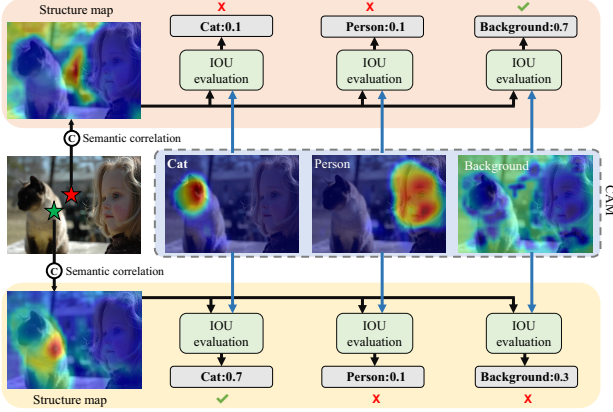 Structure map
X
X
Cat:0.1
Person:0.1
Background:0.7
IOU
evaluation
IOU
evaluation
IOU
evaluation
C Semantic correlation
Cat
Person
Background
CAM
C Semantic correlation
IOU
evaluation
IOU
evaluation
IOU
evaluation
Cat:0.7
Person:0.1
Background:0.3
Structure map
X
X